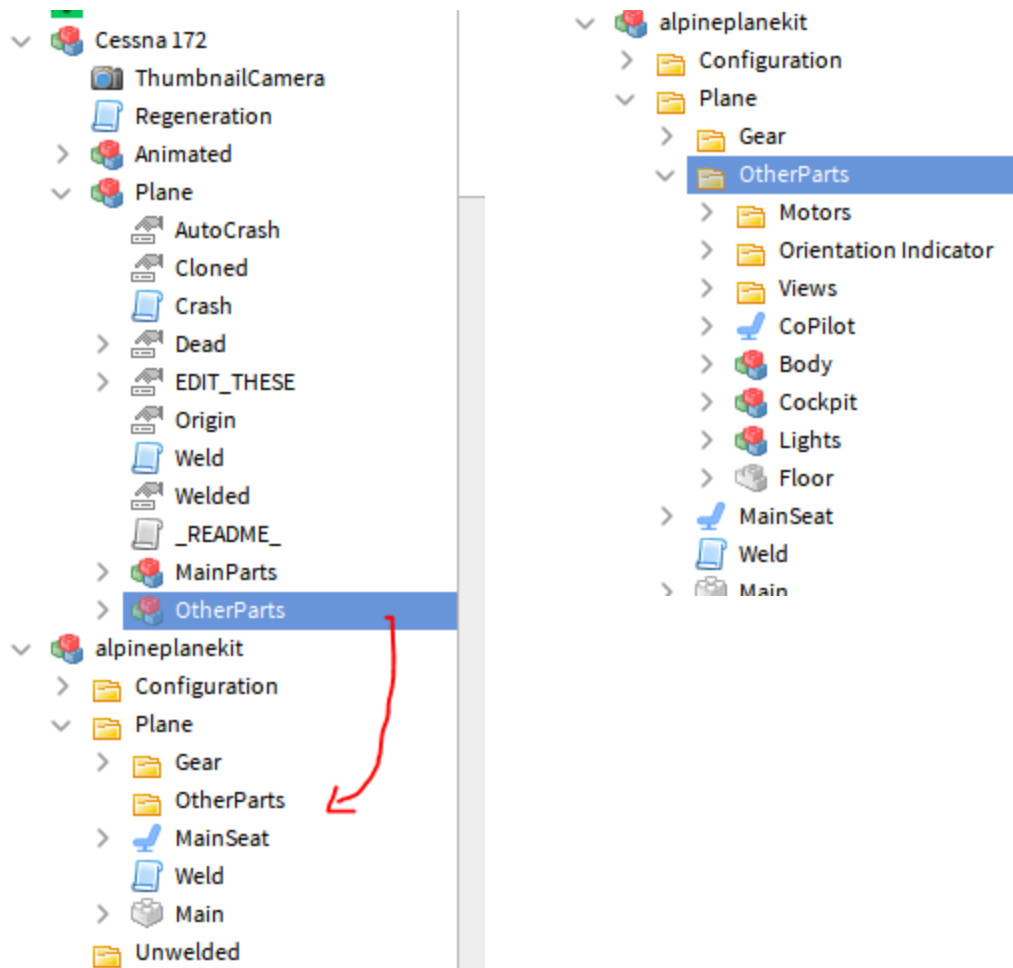 Cessna 172
ThumbnailCamera
Regeneration
Animated
Plane
AutoCrash
Cloned
Crash
Dead
EDIT_THESE
Origin
Weld
Welded
_README_
MainParts
OtherParts
alpineplanekit
Configuration
Plane
Gear
OtherParts
MainSeat
Weld
Main
Unwelded
alpineplanekit
Configuration
Plane
Gear
OtherParts
Motors
Orientation Indicator
Views
CoPilot
Body
Cockpit
Lights
Floor
MainSeat
Weld
Main